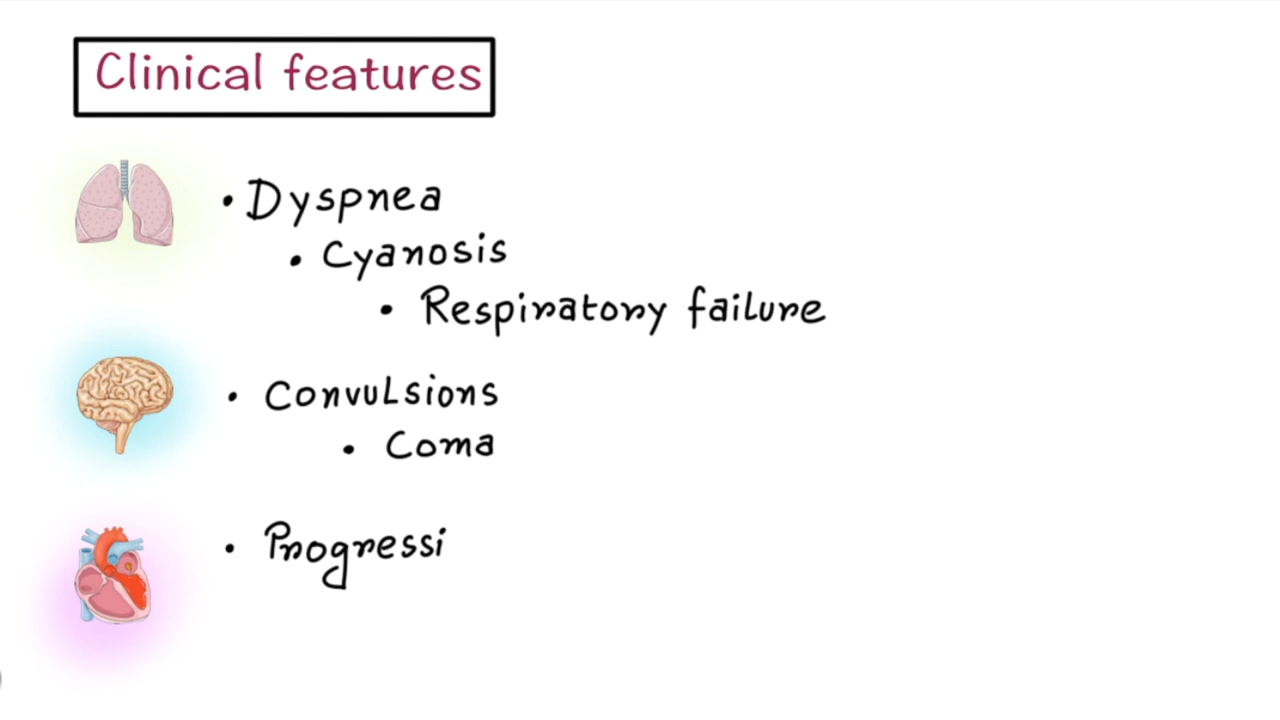 Clinical features
• Dyspnea
• Cyanosis
• Respiratory failure
• Convulsions
• Coma
• Progressi